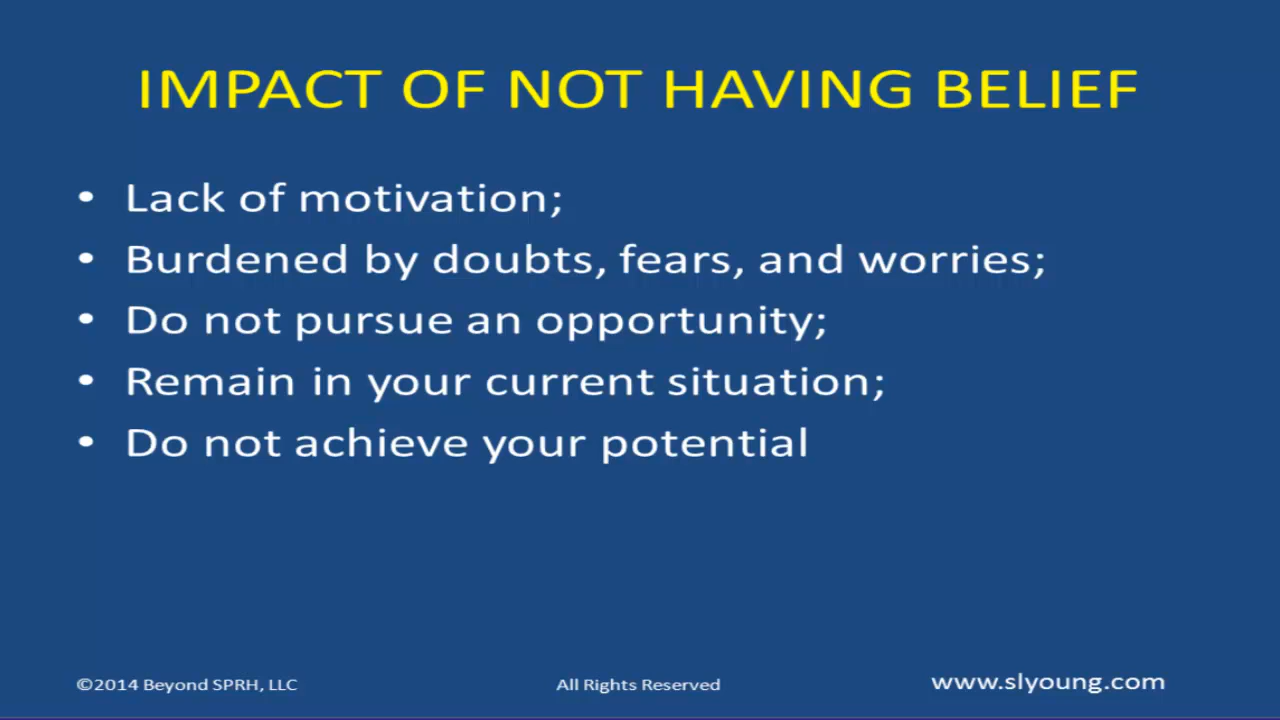 IMPACT OF NOT HAVING BELIEF
• Lack of motivation;
• Burdened by doubts, fears, and worries;
• Do not pursue an opportunity;
• Remain in your current situation;
• Do not achieve your potential
©2014 Beyond SPRH, LLC
All Rights Reserved
www.slyoung.com